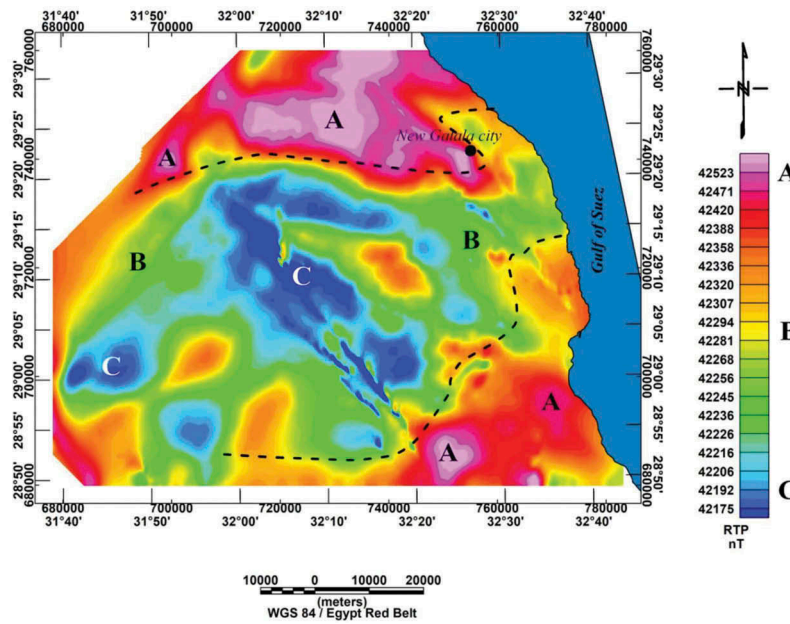 31°40' 31°50' 32°00' 32°10' 32°20' 32°30' 32°40'
680000 700000 720000 740000 760000 780000
760000
29°30'
29°25'
740000
29°20'
29°15'
720000
29°10'
29°05'
700000
29°00'
28°55'
28°50'
680000
A
New Galala city
A
B
B
C
C
A
A
Gulf of Suez
760000
29°30'
29°25'
740000
29°20'
29°15'
720000
29°10'
29°05'
700000
29°00'
28°55'
28°50'
680000
680000 700000 720000 740000 760000 780000
31°40' 31°50' 32°00' 32°10' 32°20' 32°30' 32°40'
10000 0 10000 20000
(meters)
WGS 84 / Egypt Red Belt
N
42523
42471
42420
42388
42358
42336
42320
42307
42294
42281
42268
42256
42246
42236
42226
42216
42206
42192
42175
RTP
nT
A
B
C